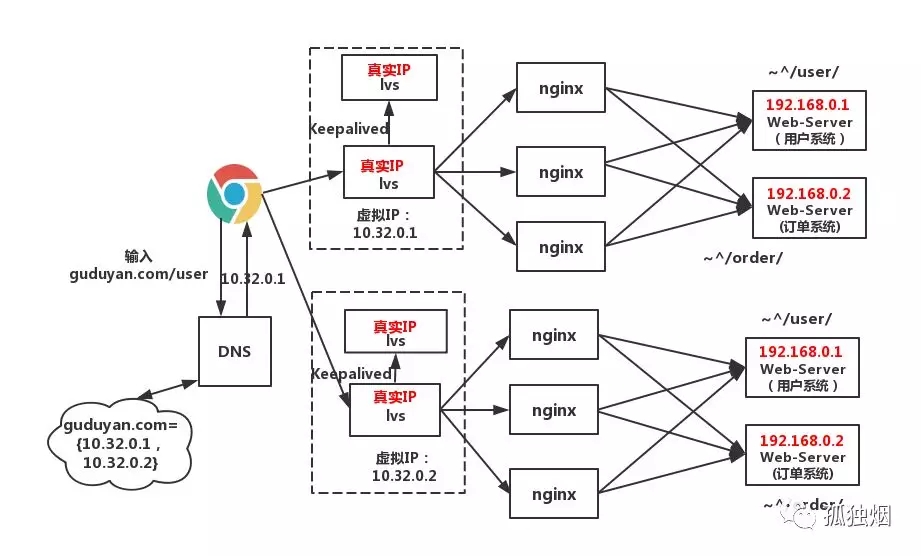 真实IP
lvs
Keepalived
真实IP
lvs
虚拟IP：
10.32.0.1
nginx
nginx
nginx
~^/user/
192.168.0.1
Web-Server
（用户系统）
192.168.0.2
Web-Server
(订单系统)
~^/order/
输入
guduyan.com/user
10.32.0.1
DNS
guduyan.com=
{10.32.0.1，
10.32.0.2}
真实IP
lvs
Keepalived
真实IP
lvs
虚拟IP：
10.32.0.2
nginx
nginx
nginx
~^/user/
192.168.0.1
Web-Server
（用户系统）
192.168.0.2
Web-Server
(订单系统)
~^/order/
孤独烟